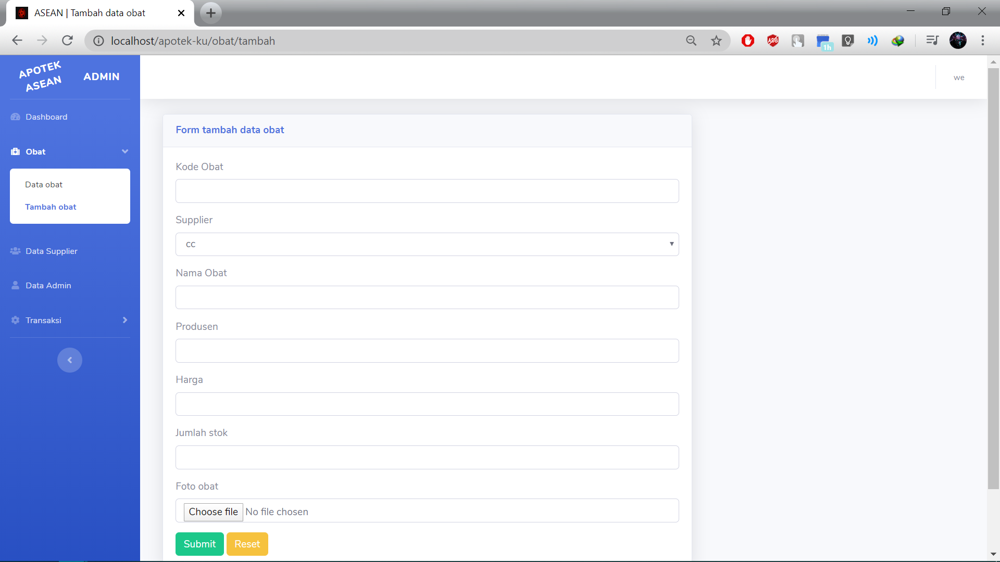 ASEAN | Tambah data obat
localhost/apotek-ku/obat/tambah
ABP
1h
APOTEK
ASEAN
ADMIN
we
Dashboard
Obat
Data obat
Tambah obat
Data Supplier
Data Admin
Transaksi
Form tambah data obat
Kode Obat
Supplier
cc
Nama Obat
Produsen
Harga
Jumlah stok
Foto obat
Choose file No file chosen
Submit Reset